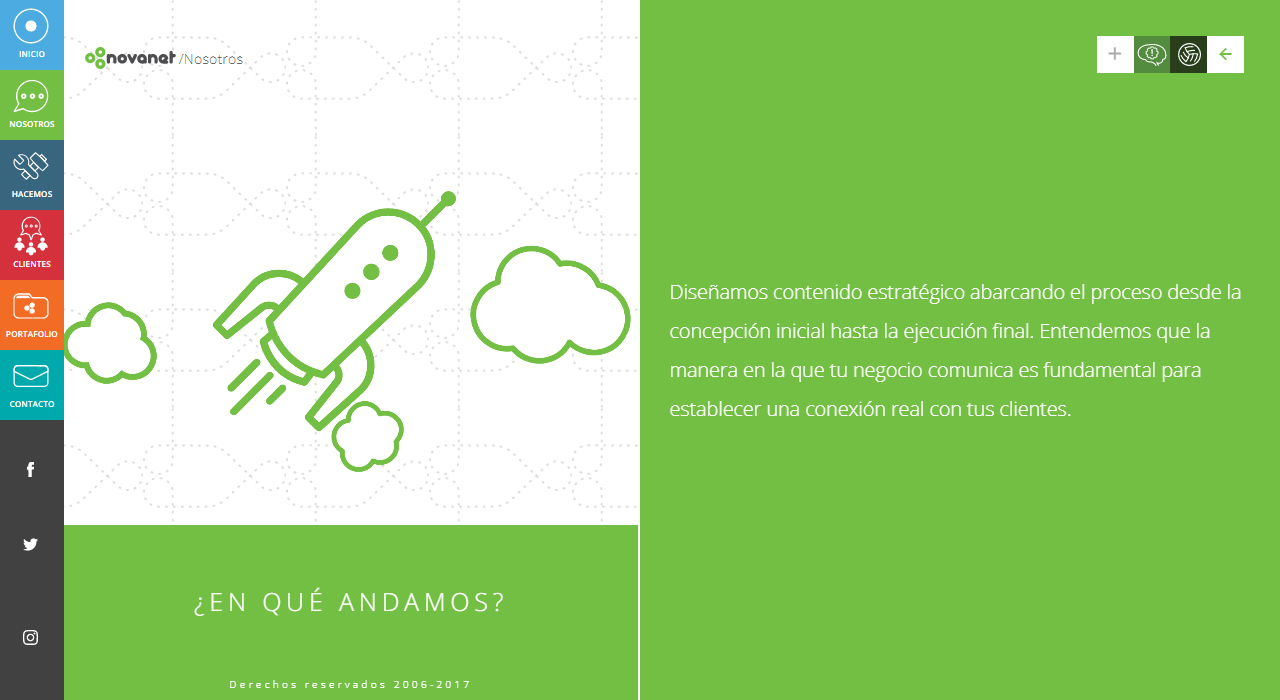 INICIO
NOSOTROS
HACEMOS
CLIENTES
PORTAFOLIO
CONTACTO
novanet /Nosotros
Diseñamos contenido estratégico abarcando el proceso desde la
concepción inicial hasta la ejecución final. Entendemos que la
manera en la que tu negocio comunica es fundamental para
establecer una conexión real con tus clientes.
¿EN QUÉ ANDAMOS?
Derechos reservados 2006-2017